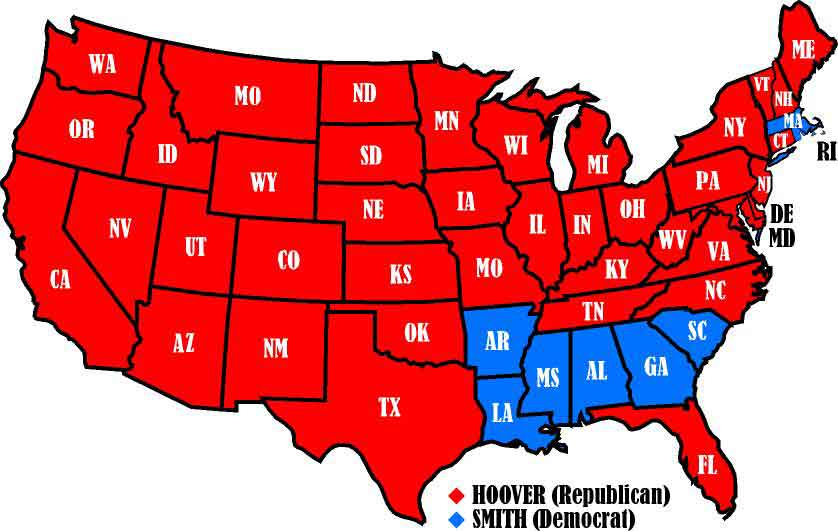 WA
MO
ND
MN
ME
VT
NH
OR
ID
SD
WI
NY
MA
CT
RI
WY
MI
NV
UT
CO
NE
IA
IL
IN
OH
PA
NJ
DE
MD
CA
KS
MO
KY
WV
VA
NC
TN
AZ
NM
OK
AR
SC
TX
LA
MS
AL
GA
FL
HOOVER (Republican)
SMITH (Democrat)